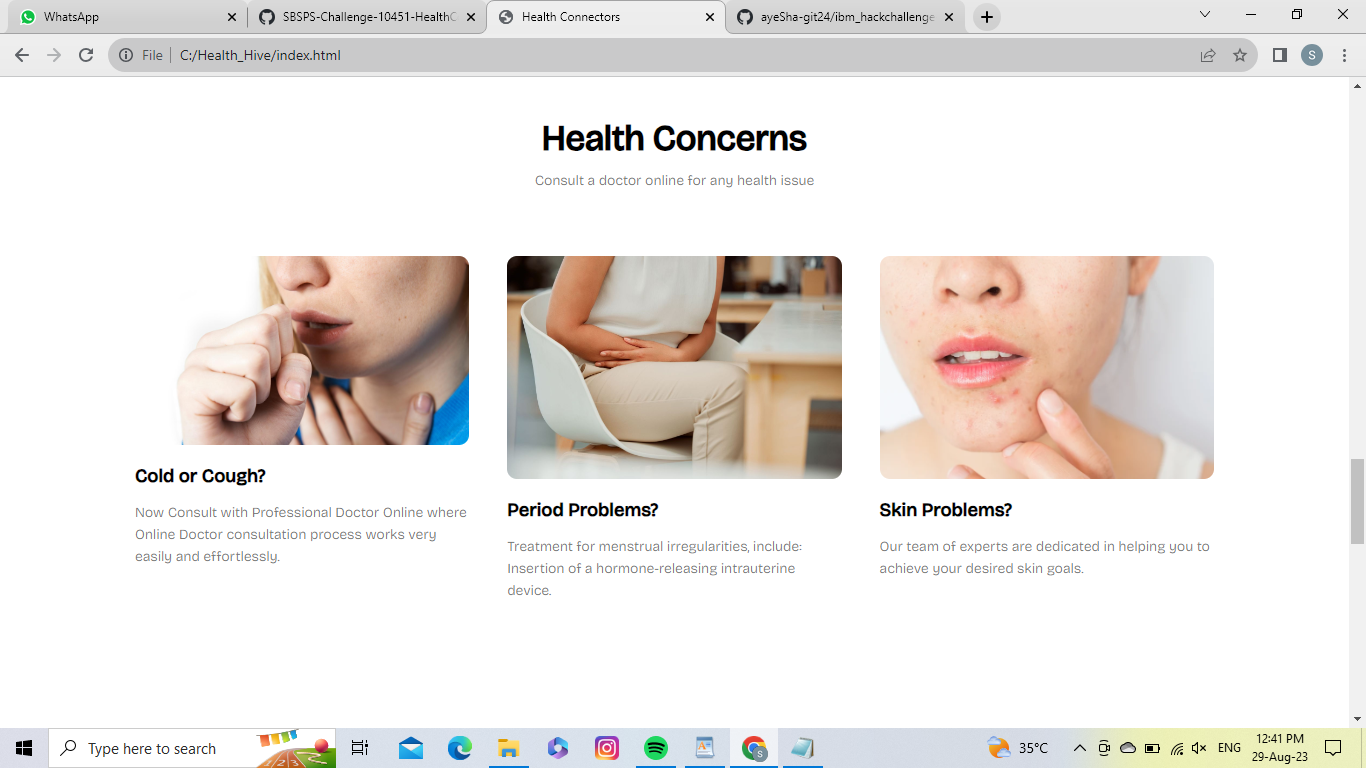 WhatsApp
SBSPS-Challenge-10451-HealthC
Health Connectors
ayeSha-git24/ibm_hackchallenge
File
C:/Health_Hive/index.html
S
Health Concerns
Consult a doctor online for any health issue
Cold or Cough?
Now Consult with Professional Doctor Online where
Online Doctor consultation process works very
easily and effortlessly.
Period Problems?
Treatment for menstrual irregularities, include:
Insertion of a hormone-releasing intrauterine
device.
Skin Problems?
Our team of experts are dedicated in helping you to
achieve your desired skin goals.
Type here to search
S
35°C
ENG
12:41 PM
29-Aug-23